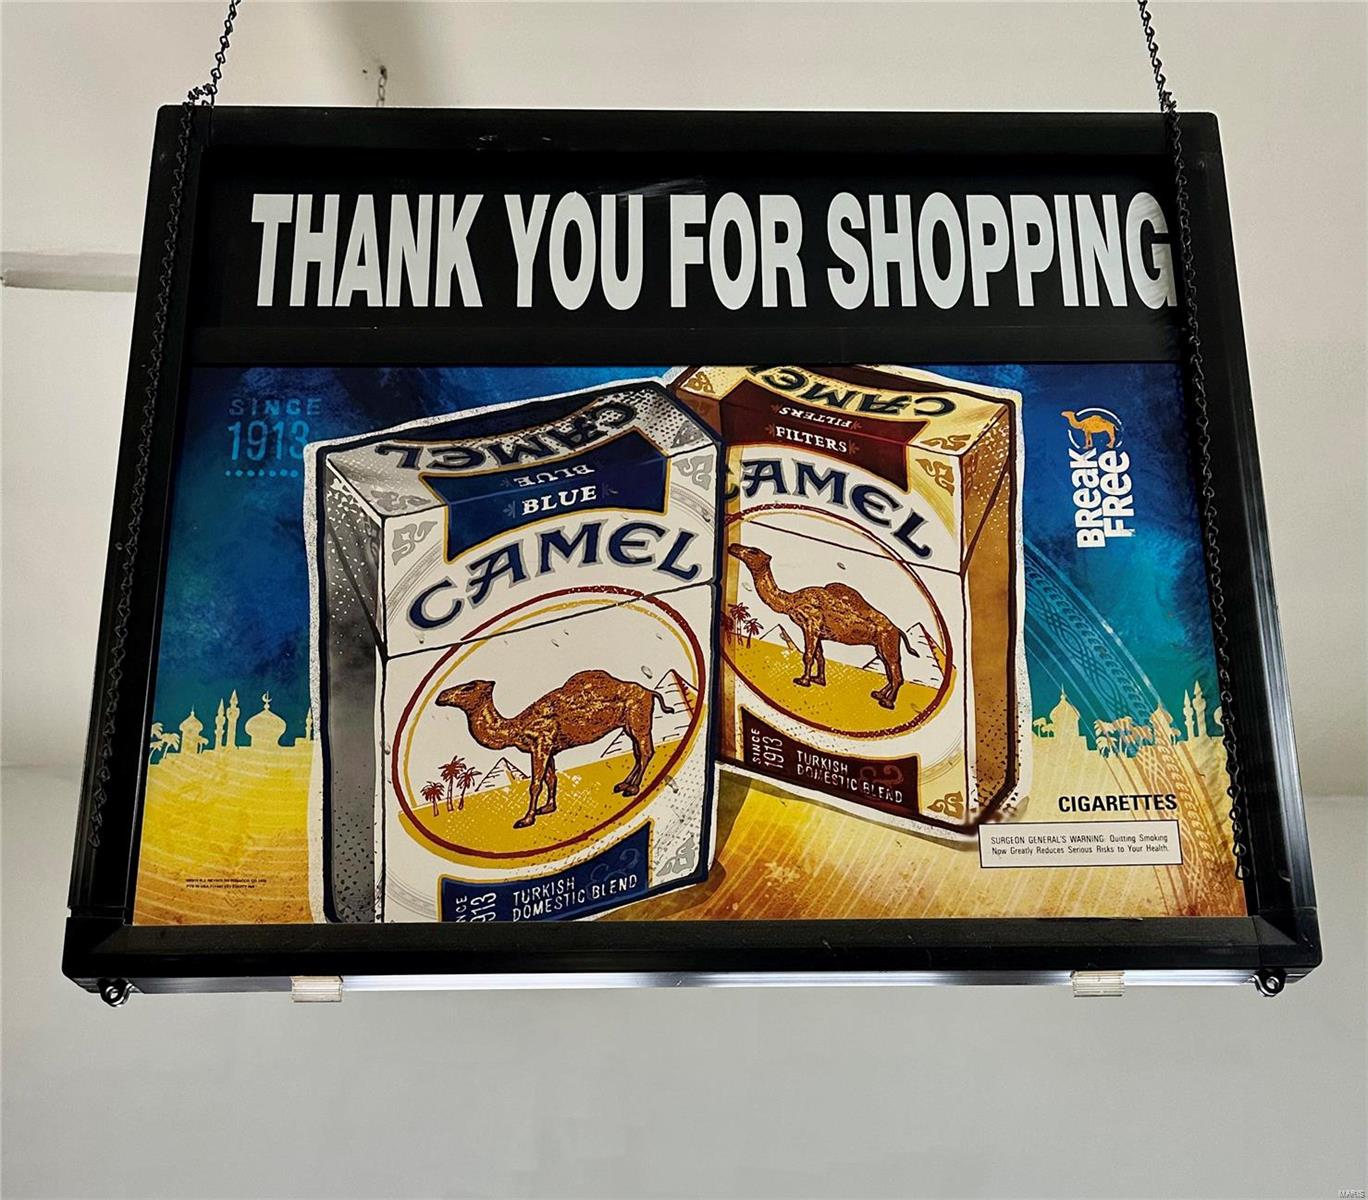 THANK YOU FOR SHOPPING
SINCE
1913
CAMEL
BLUE
BLUE
CAMEL
TURKISH
DOMESTIC BLEND
CAMEL
FILTERS
FILTERS
CAMEL
SINCE
1913
TURKISH
DOMESTIC BLEND
BREAK
FREE
CIGARETTES
SURGEON GENERAL'S WARNING: Quitting Smoking
Now Greatly Reduces Serious Risks to Your Health.